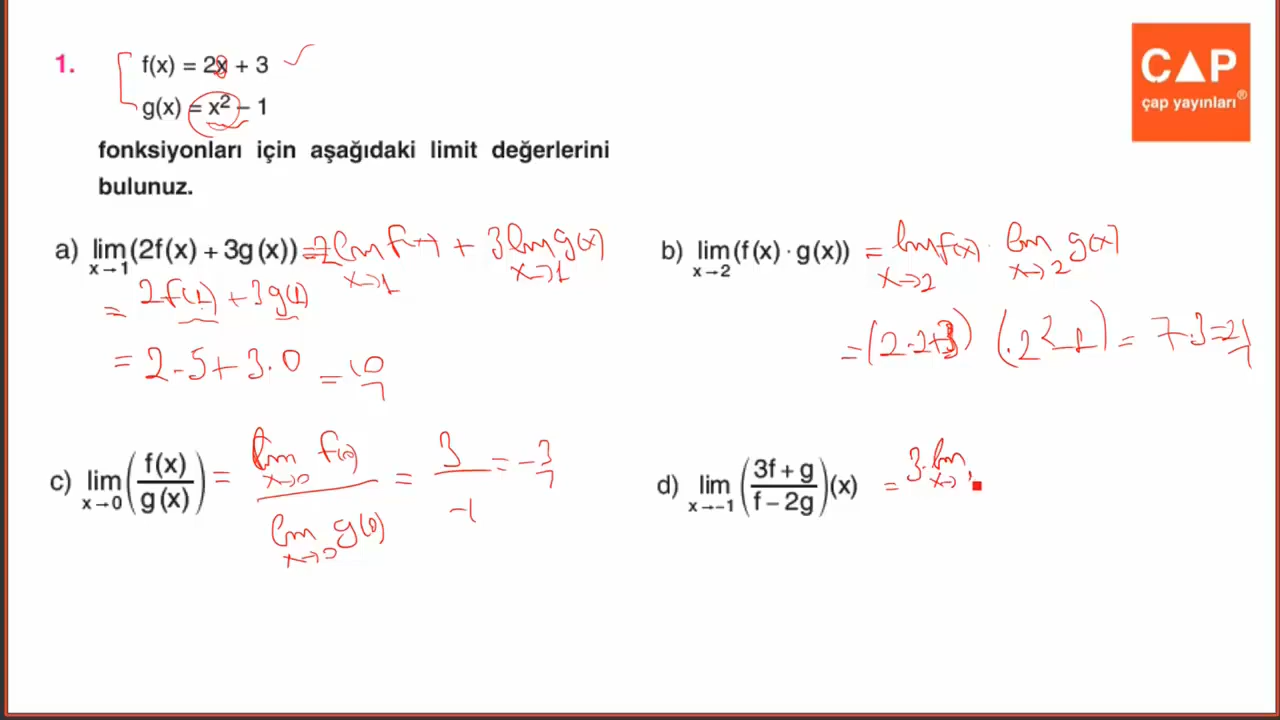 1. f(x) = 2x + 3
g(x) = x² − 1
ÇAP
çap yayınları®
fonksiyonları için aşağıdaki limit değerlerini
bulunuz.
a) lim x→1 (2f(x) + 3g(x)) = 2 lim x→1 f(x) + 3 lim x→1 g(x)
= 2f(1) + 3g(1)
= 2·5 + 3·0 = 10
b) lim x→2 (f(x) · g(x)) = lim x→2 f(x) · lim x→2 g(x)
= (2·2+3) (2² − 1) = 7·3 = 21
c) lim x→0 (f(x) / g(x)) = lim x→0 f(x) / lim x→0 g(x) = 3 / −1 = −3
d) lim x→−1 (3f + g / f − 2g)(x) = 3·lim x→